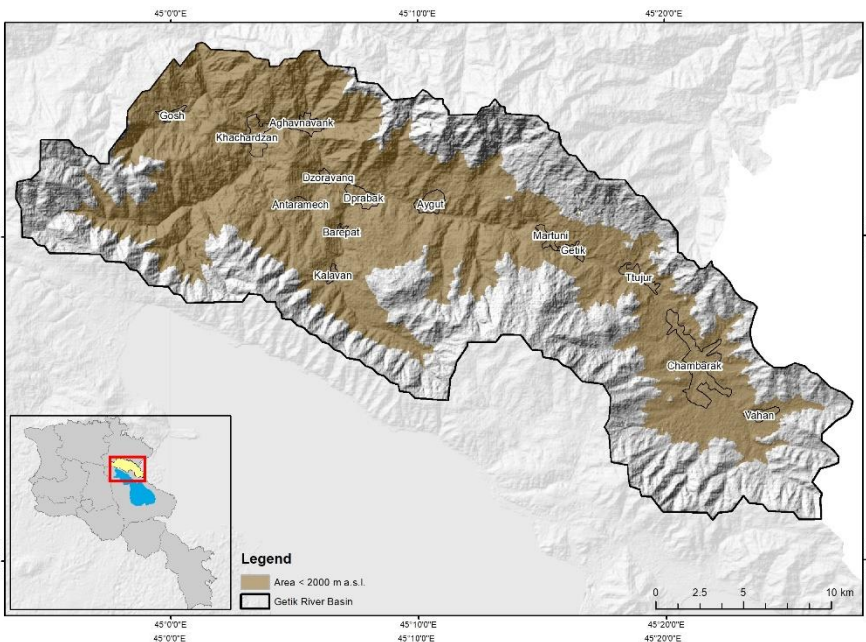 45°0'0"E 45°10'0"E 45°20'0"E
Gosh
Aghavnavank
Khachardzan
Dzoravanq
Dprabak
Antaramech
Aygut
Barepat
Martuni
Getik
Kalavan
Ttujur
Chambarak
Vahan
Legend
Area < 2000 m a.s.l.
Getik River Basin
0 2.5 5 10 km
45°0'0"E 45°10'0"E 45°20'0"E